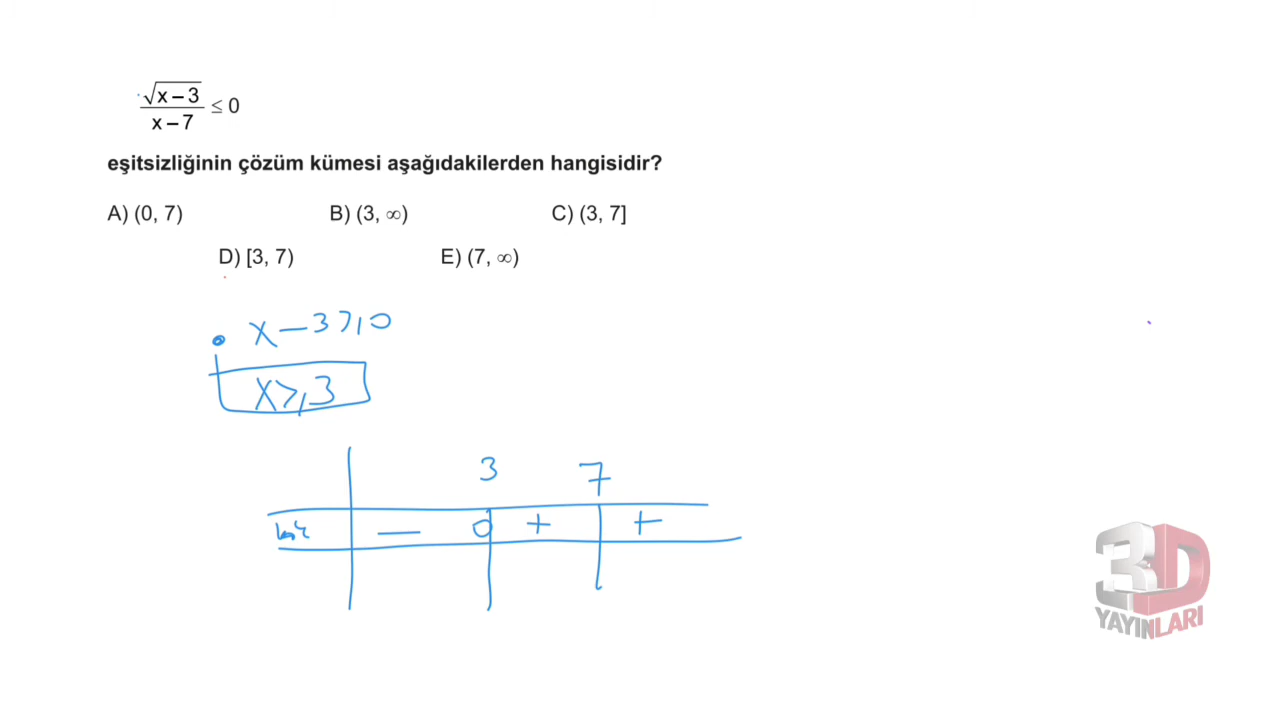 √x – 3
x – 7
≤ 0
eşitsizliğinin çözüm kümesi aşağıdakilerden hangisidir?
A) (0, 7) B) (3, ∞) C) (3, 7]
D) [3, 7) E) (7, ∞)
• x – 3 ≥ 0
x ≥ 3
3 7
– 0 + +
3D
YAYINLARI